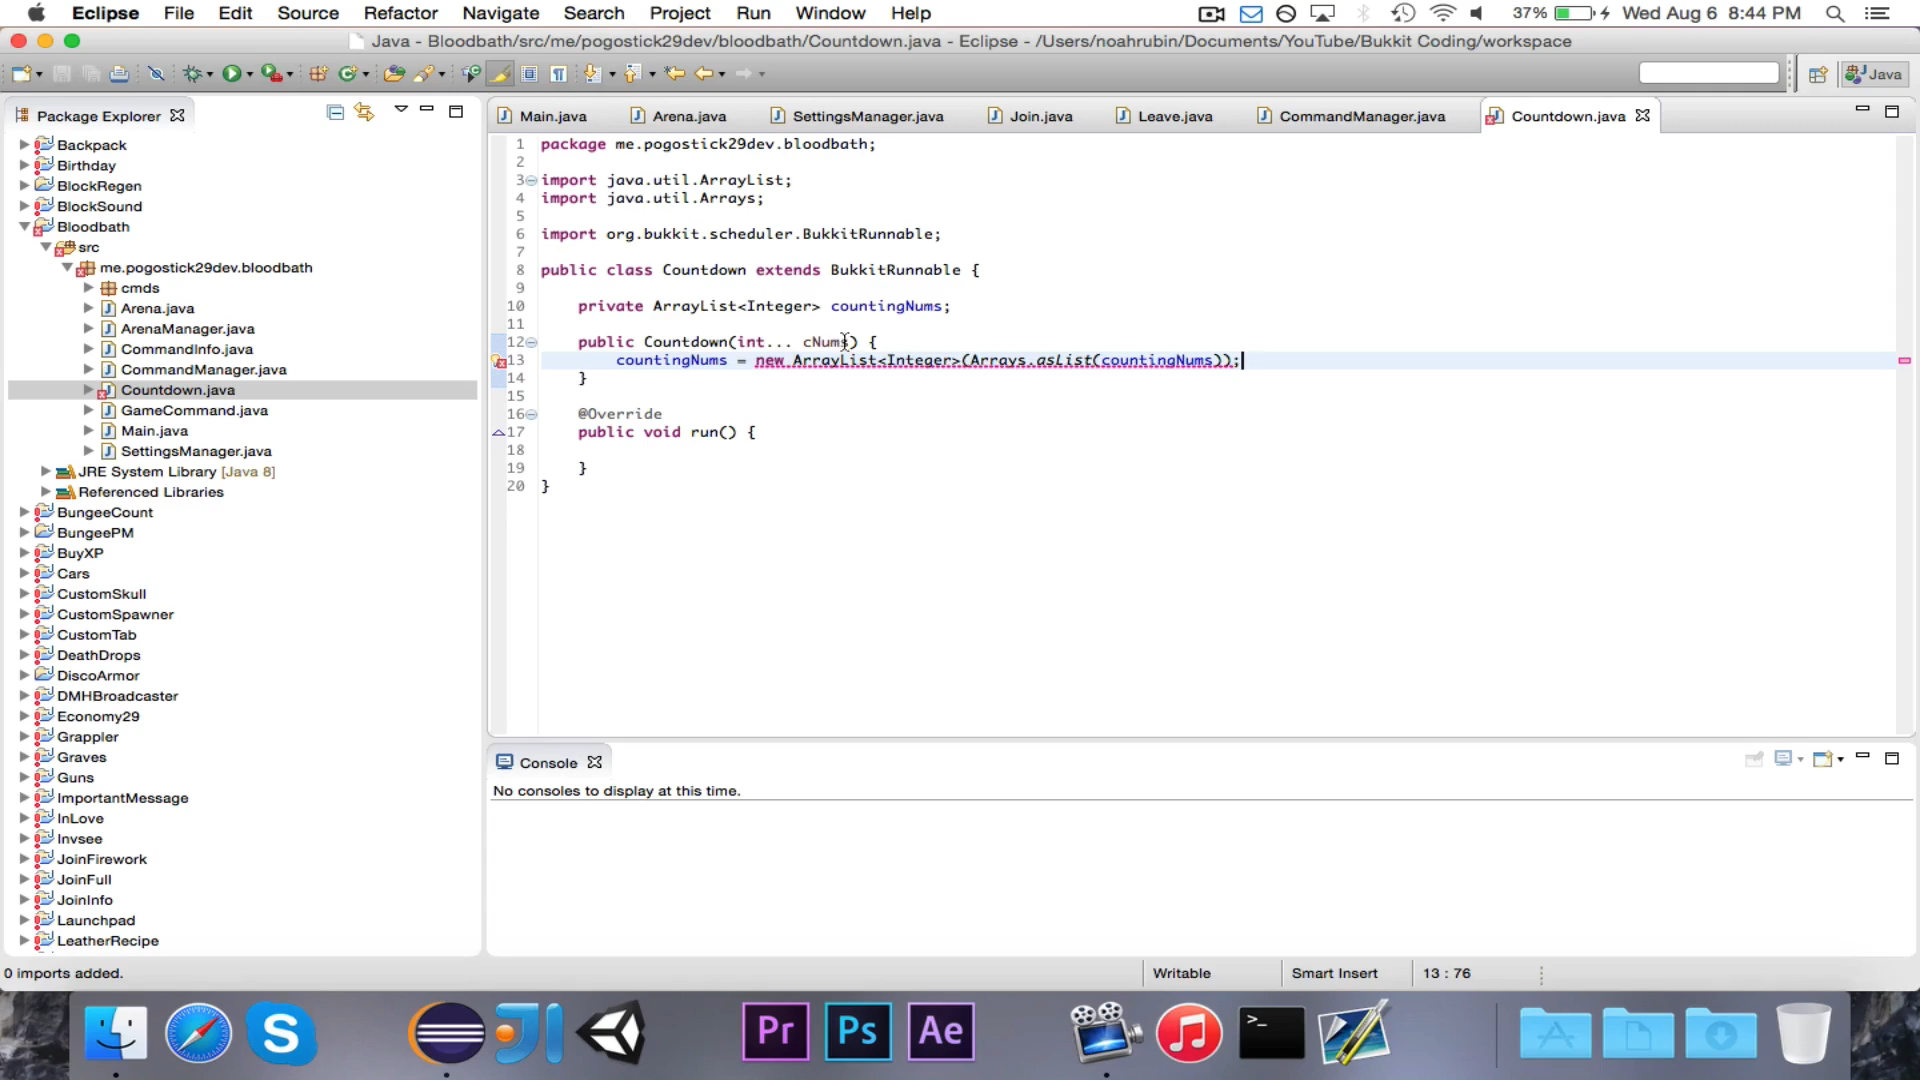 Eclipse File Edit Source Refactor Navigate Search Project Run Window Help 37% Wed Aug 6 8:44 PM
Java - Bloodbath/src/me/pogostick29dev/bloodbath/Countdown.java - Eclipse - /Users/noahrubin/Documents/YouTube/Bukkit Coding/workspace
Java
Package Explorer
Backpack
Birthday
BlockRegen
BlockSound
Bloodbath
src
me.pogostick29dev.bloodbath
cmds
Arena.java
ArenaManager.java
CommandInfo.java
CommandManager.java
Countdown.java
GameCommand.java
Main.java
SettingsManager.java
JRE System Library [Java 8]
Referenced Libraries
BungeeCount
BungeePM
BuyXP
Cars
CustomSkull
CustomSpawner
CustomTab
DeathDrops
DiscoArmor
DMHBroadcaster
Economy29
Grappler
Graves
Guns
ImportantMessage
InLove
Invsee
JoinFirework
JoinFull
JoinInfo
Launchpad
LeatherRecipe
Main.java Arena.java SettingsManager.java Join.java Leave.java CommandManager.java Countdown.java
1 package me.pogostick29dev.bloodbath;
2
3 import java.util.ArrayList;
4 import java.util.Arrays;
5
6 import org.bukkit.scheduler.BukkitRunnable;
7
8 public class Countdown extends BukkitRunnable {
9
10 private ArrayList<Integer> countingNums;
11
12 public Countdown(int... cNums) {
13 countingNums = new ArrayList<Integer>(Arrays.asList(countingNums));
14 }
15
16 @Override
17 public void run() {
18
19 }
20 }
Console
No consoles to display at this time.
0 imports added. Writable Smart Insert 13 : 76
S Pr Ps Ae >_